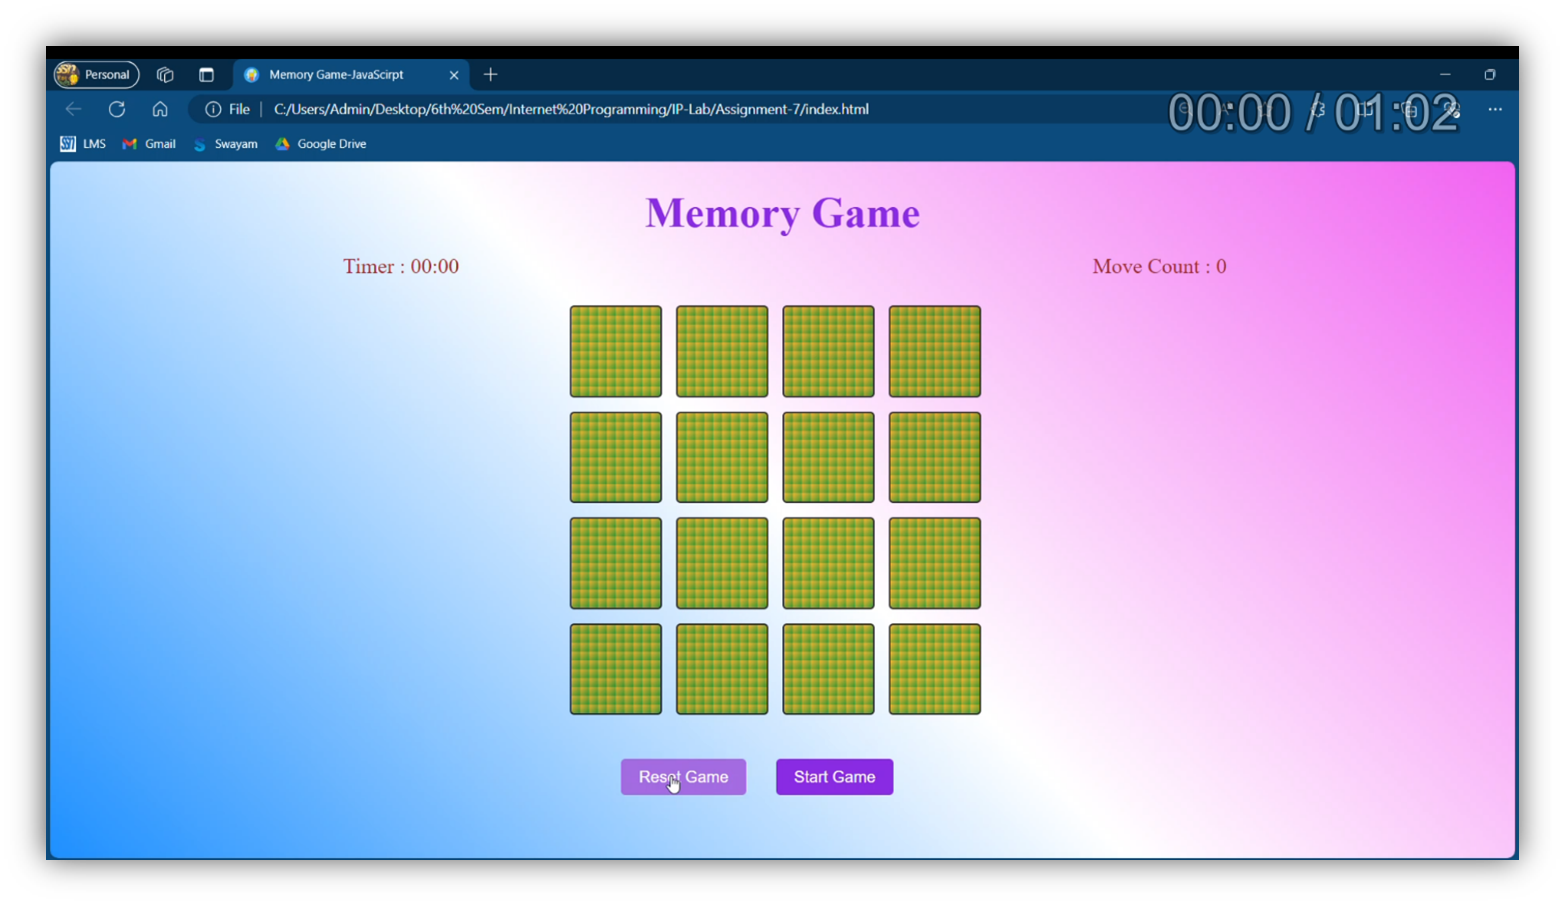 Personal
Memory Game-JavaScirpt
File
C:/Users/Admin/Desktop/6th%20Sem/Internet%20Programming/IP-Lab/Assignment-7/index.html
00:00 / 01:02
LMS
Gmail
Swayam
Google Drive
Memory Game
Timer : 00:00
Move Count : 0
Reset Game
Start Game